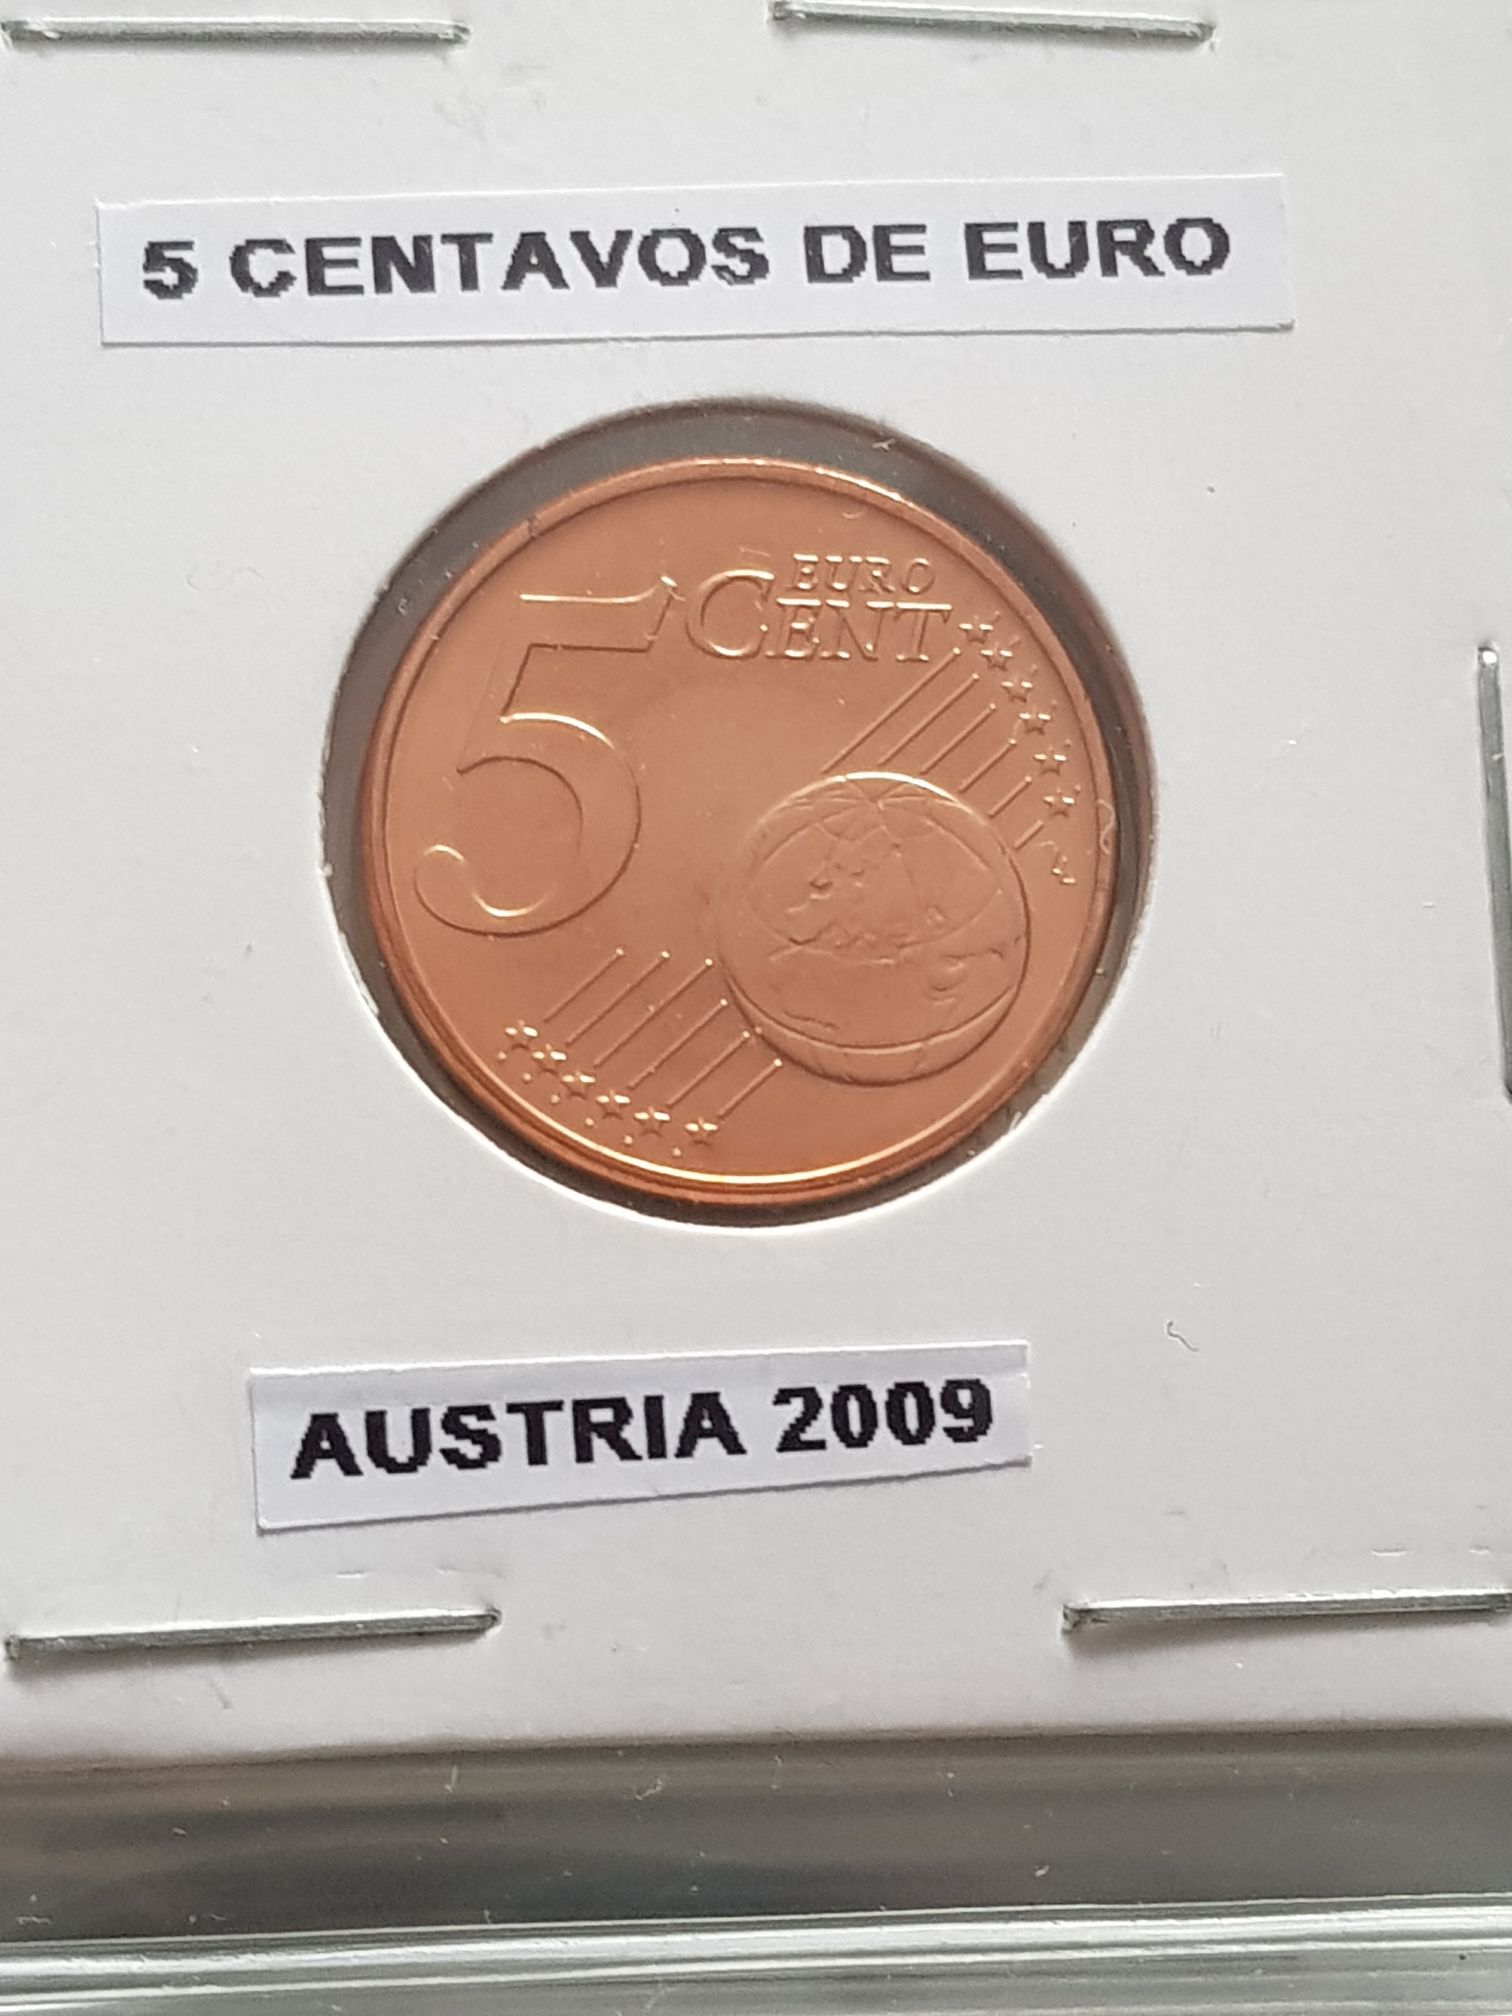 5 CENTAVOS DE EURO
5 EURO
CENT
AUSTRIA 2009